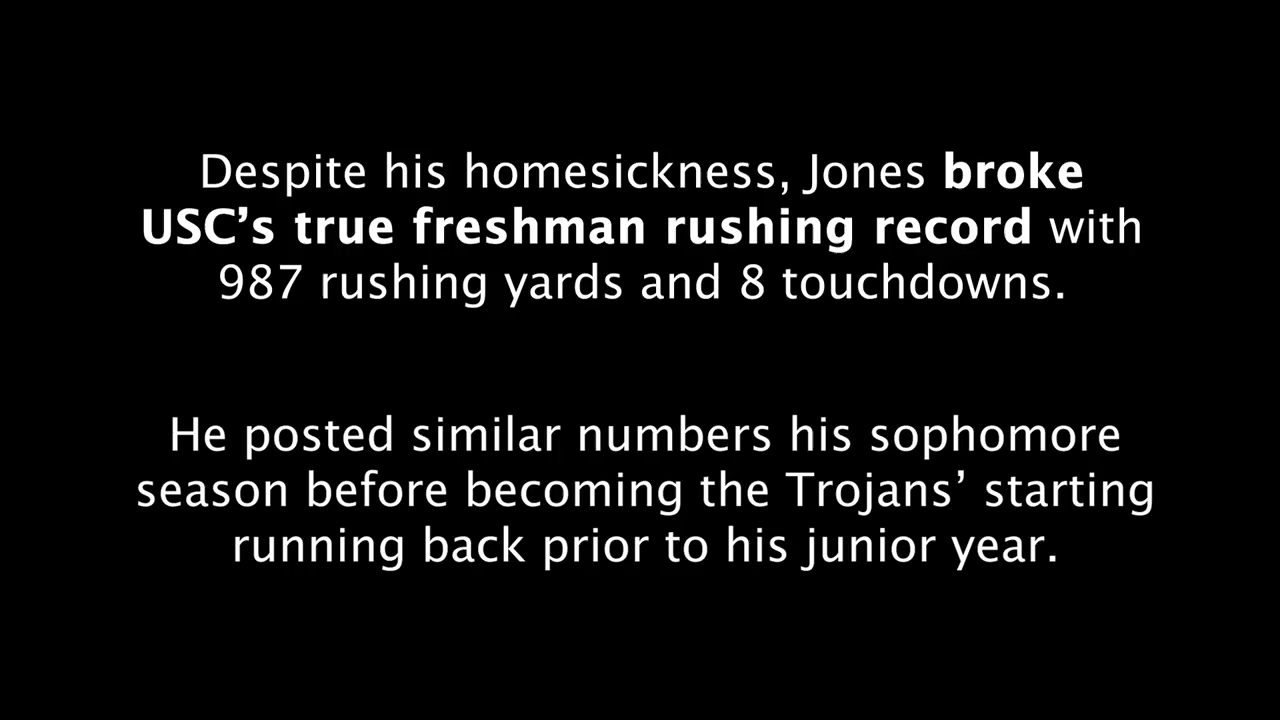 Despite his homesickness, Jones broke
USC’s true freshman rushing record with
987 rushing yards and 8 touchdowns.
He posted similar numbers his sophomore
season before becoming the Trojans’ starting
running back prior to his junior year.